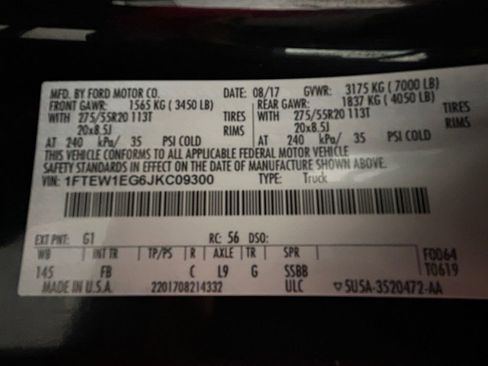 MFD. BY FORD MOTOR CO. DATE: 08/17 GVWR: 3175 KG ( 7000 LB)
FRONT GAWR: 1565 KG ( 3450 LB) REAR GAWR: 1837 KG ( 4050 LB)
WITH 275/55R20 113T TIRES WITH 275/55R20 113T TIRES
20x8.5J RIMS 20x8.5J RIMS
AT 240 kPa/ 35 PSI COLD AT 240 kPa/ 35 PSI COLD
THIS VEHICLE CONFORMS TO ALL APPLICABLE FEDERAL MOTOR VEHICLE
SAFETY STANDARDS IN EFFECT ON THE DATE OF MANUFACTURE SHOWN ABOVE.
VIN: 1FTEW1EG6JKC09300 TYPE: Truck
EXT PNT: G1 RC: 56 DSO:
WB INT TR TP/PS R AXLE TR SPR F0D64
145 FB C L9 G SSBB T0619
MADE IN U.S.A. 2201708214332 ULC ▽5U5A-3520472-AA